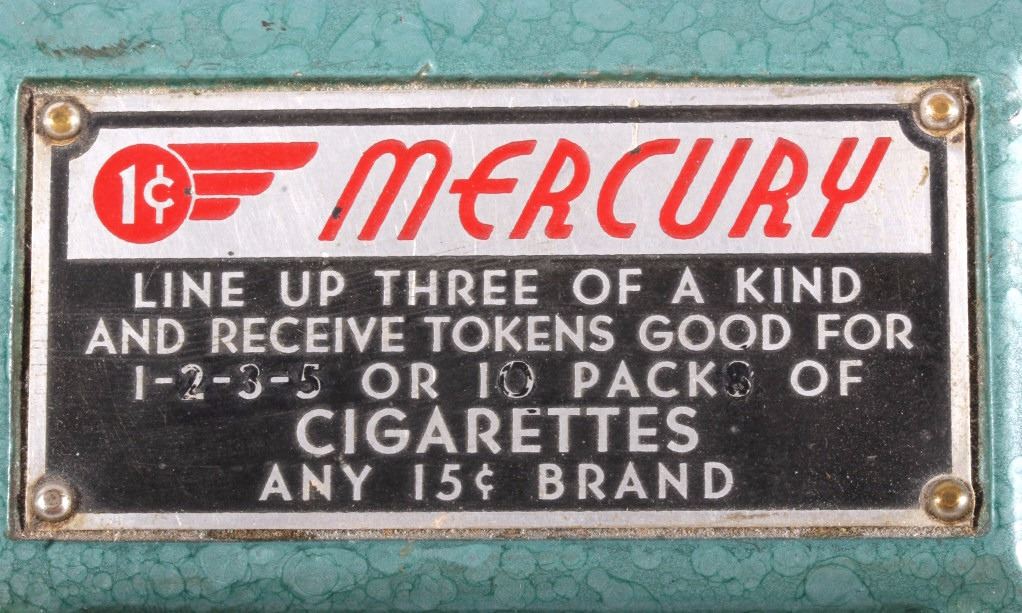 1¢ MERCURY
LINE UP THREE OF A KIND
AND RECEIVE TOKENS GOOD FOR
1-2-3-5 OR 10 PACKS OF
CIGARETTES
ANY 15¢ BRAND